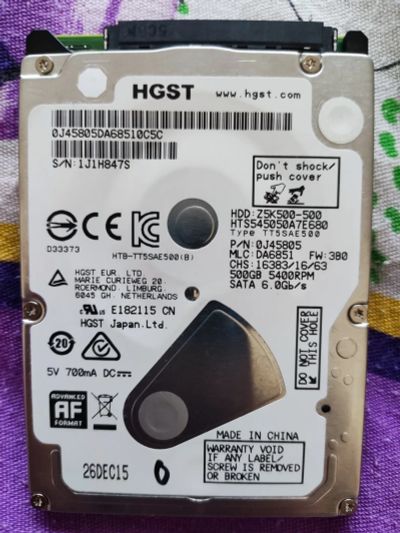 HGST www.hgst.com
0J45805DA68510C5C
S/N:1J1H847S
Don't shock/
push cover
HDD: Z5K500-500
HTS545050A7E680
Type TT5SAE500
P/N: 0J45805
MLC: DA6851 FW: 3B0
CHS: 16383/16/63
500GB 5400RPM
SATA 6.0Gb/s
CE
D33373
HTB-TT5SAE500(B)
HGST EUR LTD
MARIE CURIEWEG 20
ROERMOND. LIMBURG.
6045 GH. NETHERLANDS
E182115 CN
HGST Japan.Ltd.
20
5V 700mA DC
DO NOT COVER
THIS HOLE
ADVANCED
AF
FORMAT
MADE IN CHINA
WARRANTY VOID
IF ANY LABEL/
SCREW IS REMOVED
OR BROKEN
26DEC15 0